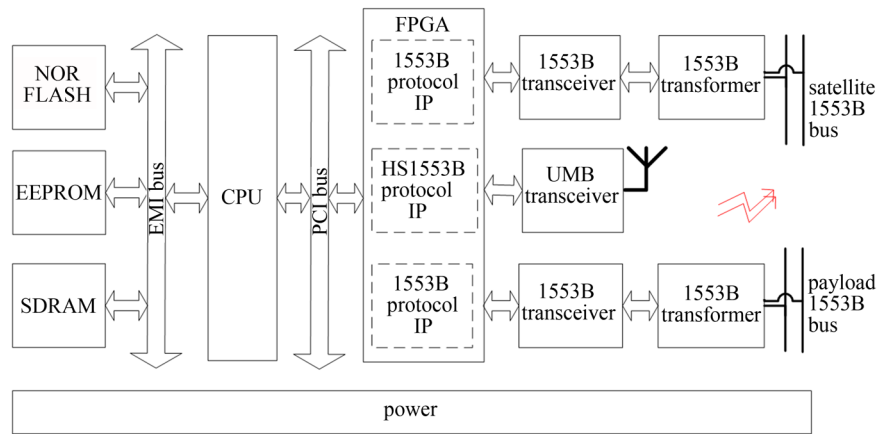 FPGA
NOR
FLASH
EEPROM
SDRAM
EMI bus
CPU
PCI bus
1553B
protocol
IP
HS1553B
protocol
IP
1553B
protocol
IP
1553B
transceiver
1553B
transformer
satellite
1553B
bus
UMB
transceiver
1553B
transceiver
1553B
transformer
payload
1553B
bus
power